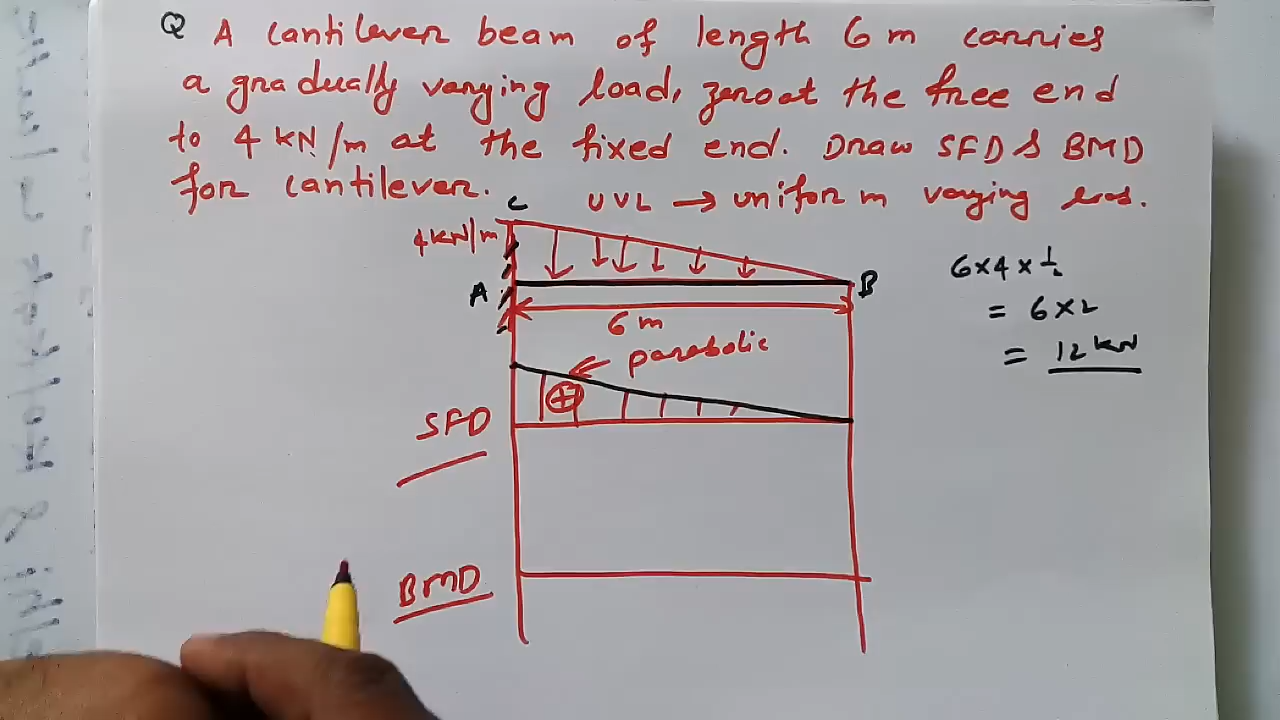 Q A cantilever beam of length 6 m carries
a gradually varying load, zero at the free end
to 4 KN/m at the fixed end. Draw SFD & BMD
for cantilever.
UVL → uniform varying load.
C
4KN/m
A
B
6 m
6×4×½
= 6×2
= 12 kN
parabolic
+
SFD
BMD